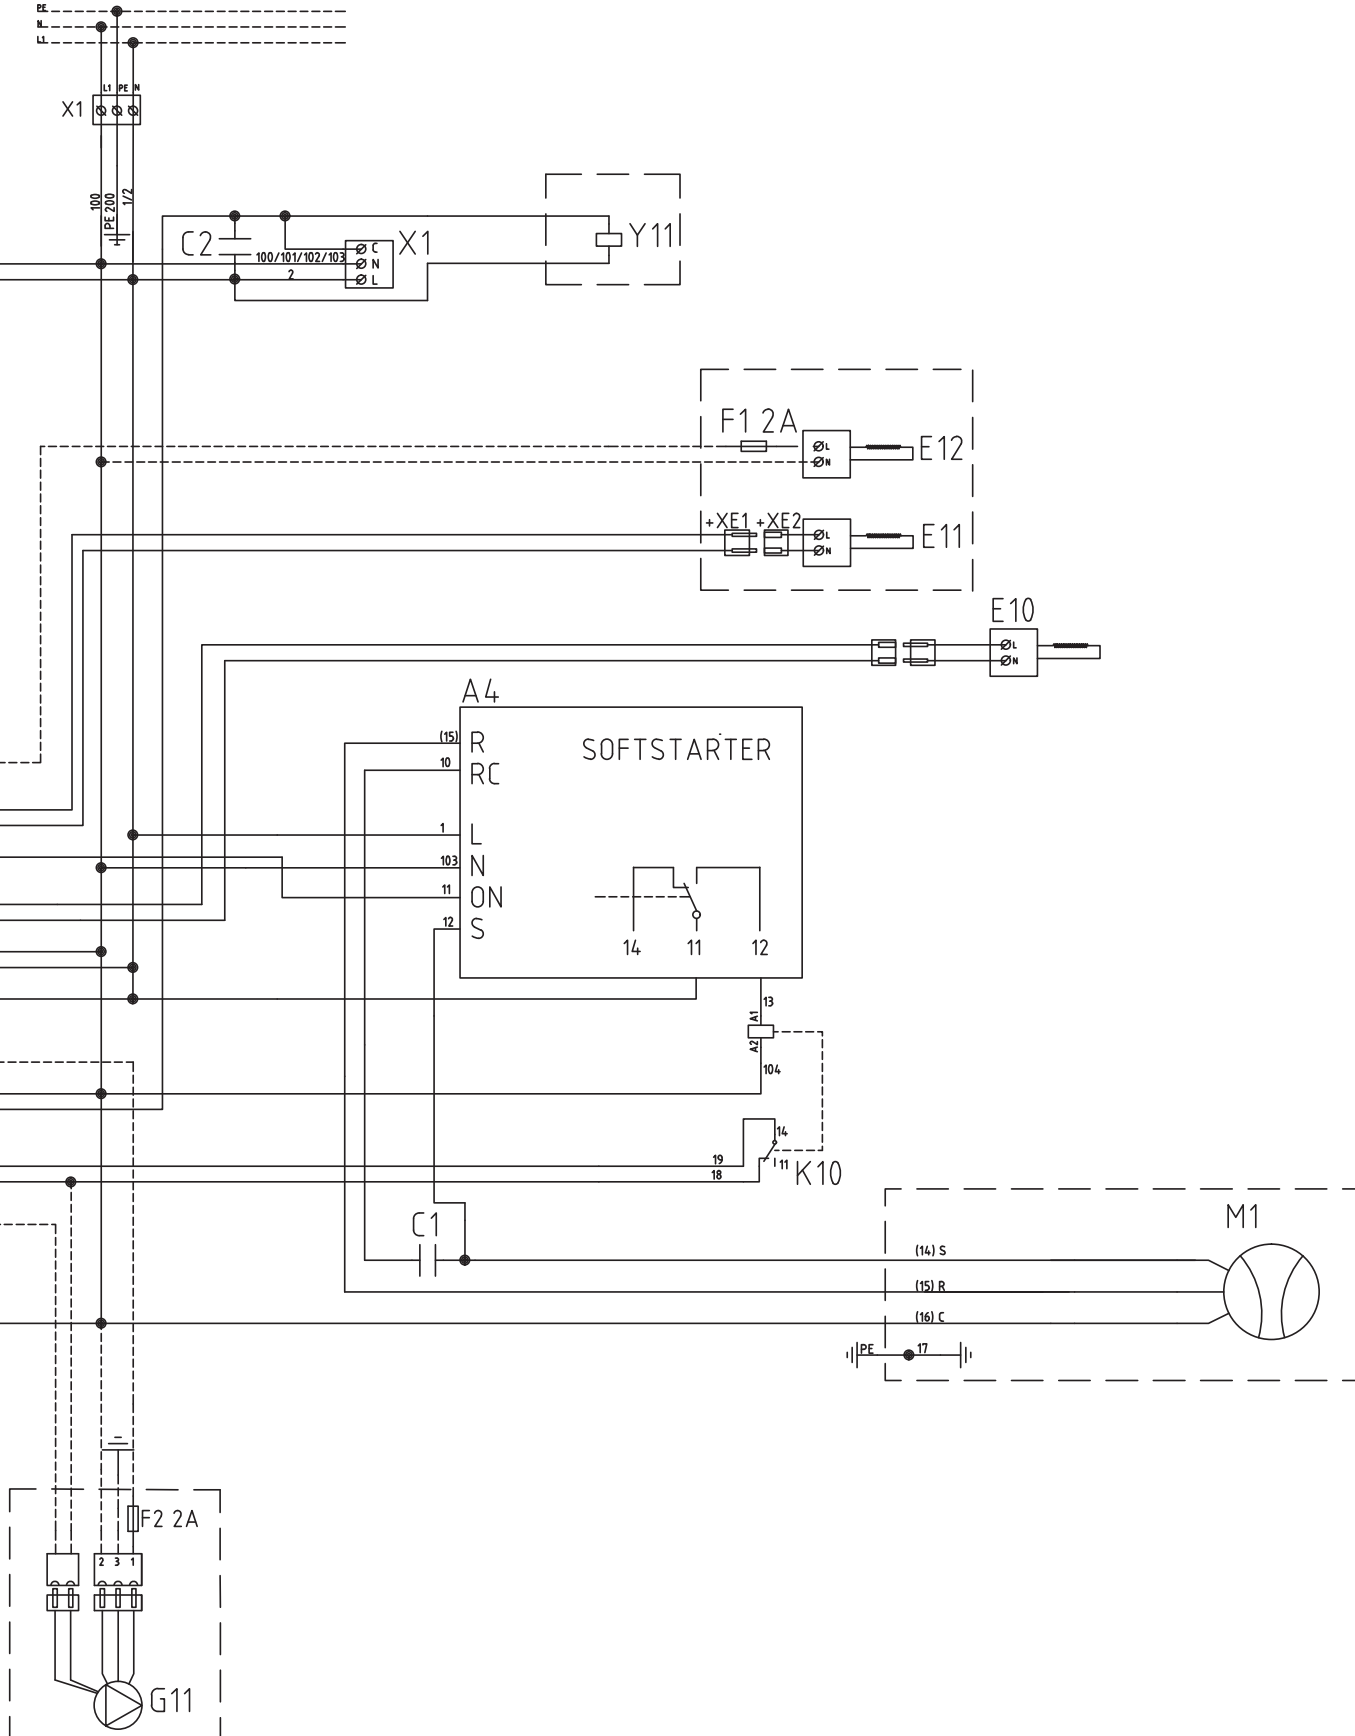 PE
N
L1
L1 PE N
X1
100
PE 200
1/2
C2
100/101/102/103
2
C
N
L
X1
Y11
F1 2A
L
N
E12
+XE1 +XE2
L
N
E11
E10
L
N
A4
SOFTSTARTER
(15) R
10 RC
1 L
103 N
11 ON
12 S
14 11 12
13
A1
A2
104
14
19
11
18
K10
C1
M1
(14) S
(15) R
(16) C
PE 17
F2 2A
2 3 1
G11